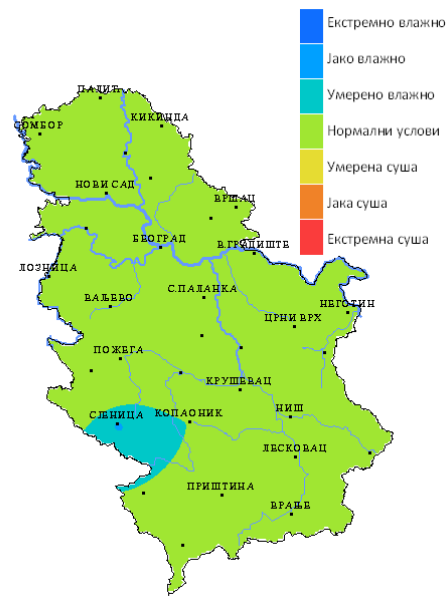 Екстремно влажно
Јако влажно
Умерено влажно
Нормални услови
Умерена суша
Јака суша
Екстремна суша
ПАЛИЋ
СОМБОР
КИКИНДА
НОВИ САД
ВРШАЦ
БЕОГРАД
В.ГРАДИШТЕ
ЛОЗНИЦА
С.ПАЛАНКА
ВАЉЕВО
НЕГОТИН
ЦРНИ ВРХ
ПОЖЕГА
КРУШЕВАЦ
СЈЕНИЦА
КОПАОНИК
НИШ
ЛЕСКОВАЦ
ПРИШТИНА
ВРАЊЕ